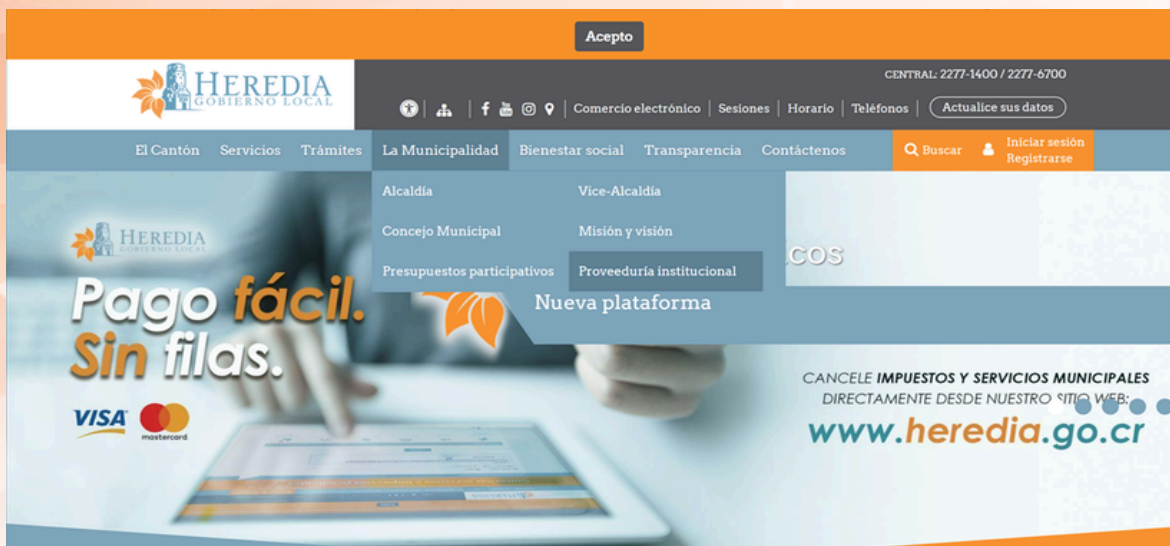 Acepto
HEREDIA
GOBIERNO LOCAL
CENTRAL: 2277-1400 / 2277-6700
Comercio electrónico | Sesiones | Horario | Teléfonos | Actualice sus datos
El Cantón Servicios Trámites La Municipalidad Bienestar social Transparencia Contáctenos Buscar Iniciar sesión
Registrarse
Alcaldía Vice-Alcaldía
Concejo Municipal Misión y visión
Presupuestos participativos Proveeduría institucional
HEREDIA
GOBIERNO LOCAL
Pago fácil.
Sin filas.
VISA
mastercard
Nueva plataforma
CANCELE IMPUESTOS Y SERVICIOS MUNICIPALES
DIRECTAMENTE DESDE NUESTRO SITIO WEB:
www.heredia.go.cr